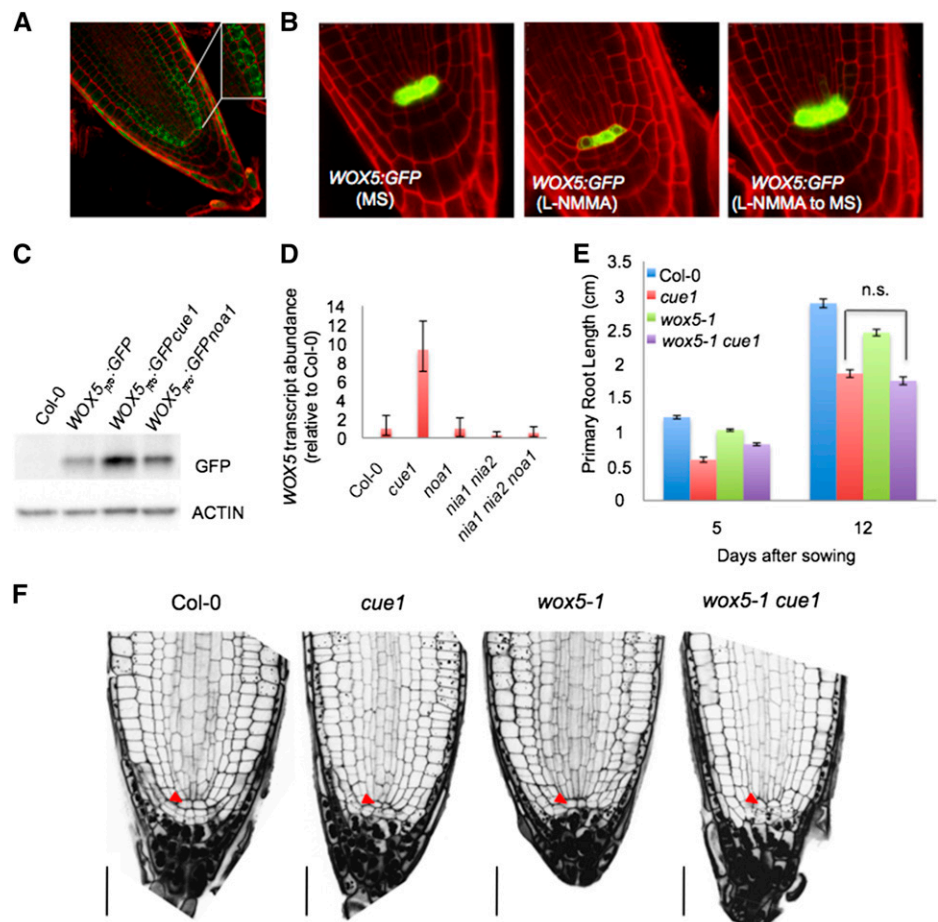 A
B
WOX5:GFP
(MS)
WOX5:GFP
(L-NMMA)
WOX5:GFP
(L-NMMA to MS)
C
Col-0
WOX5pro:GFP
WOX5pro:GFPcue1
WOX5pro:GFPnoa1
GFP
ACTIN
D
WOX5 transcript abundance
(relative to Col-0)
14
12
10
8
6
4
2
0
Col-0
cue1
noa1
nia1 nia2
nia1 nia2 noa1
E
Primary Root Length (cm)
3.5
3
2.5
2
1.5
1
0.5
0
Col-0
cue1
wox5-1
wox5-1 cue1
n.s.
5
12
Days after sowing
F
Col-0
cue1
wox5-1
wox5-1 cue1